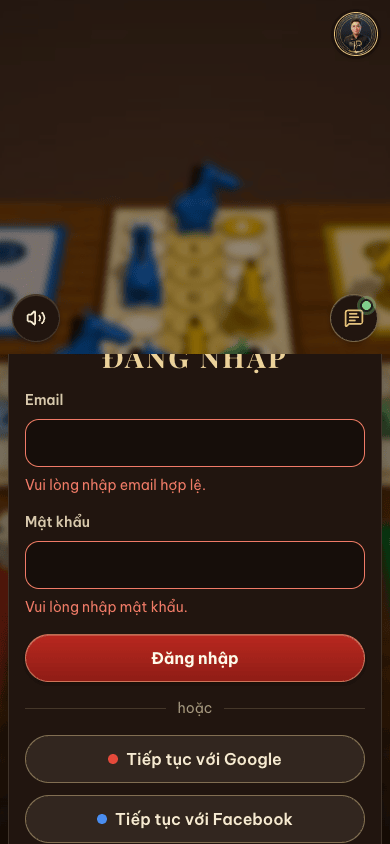 ĐĂNG NHẬP
Email
Vui lòng nhập email hợp lệ.
Mật khẩu
Vui lòng nhập mật khẩu.
Đăng nhập
hoặc
Tiếp tục với Google
Tiếp tục với Facebook